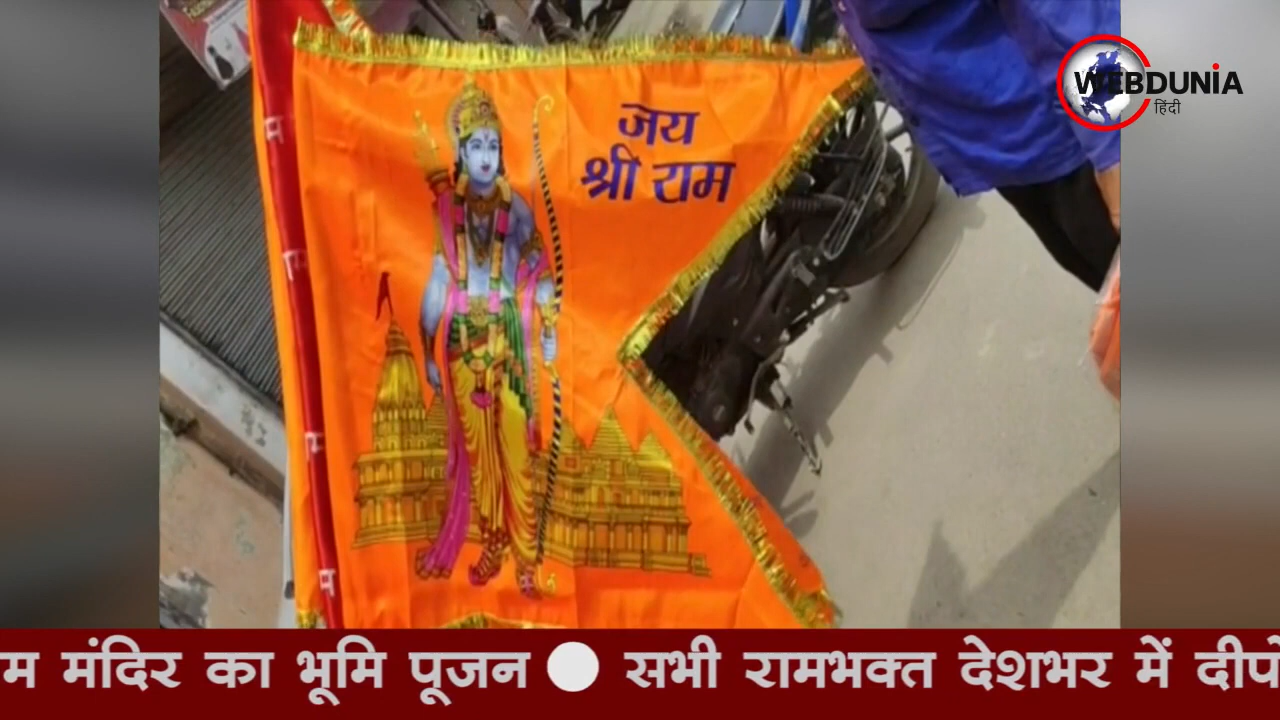 जय
श्री राम
WEBDUNIA
हिंदी
म
म
म
म मंदिर का भूमि पूजन ● सभी रामभक्त देशभर में दीपो